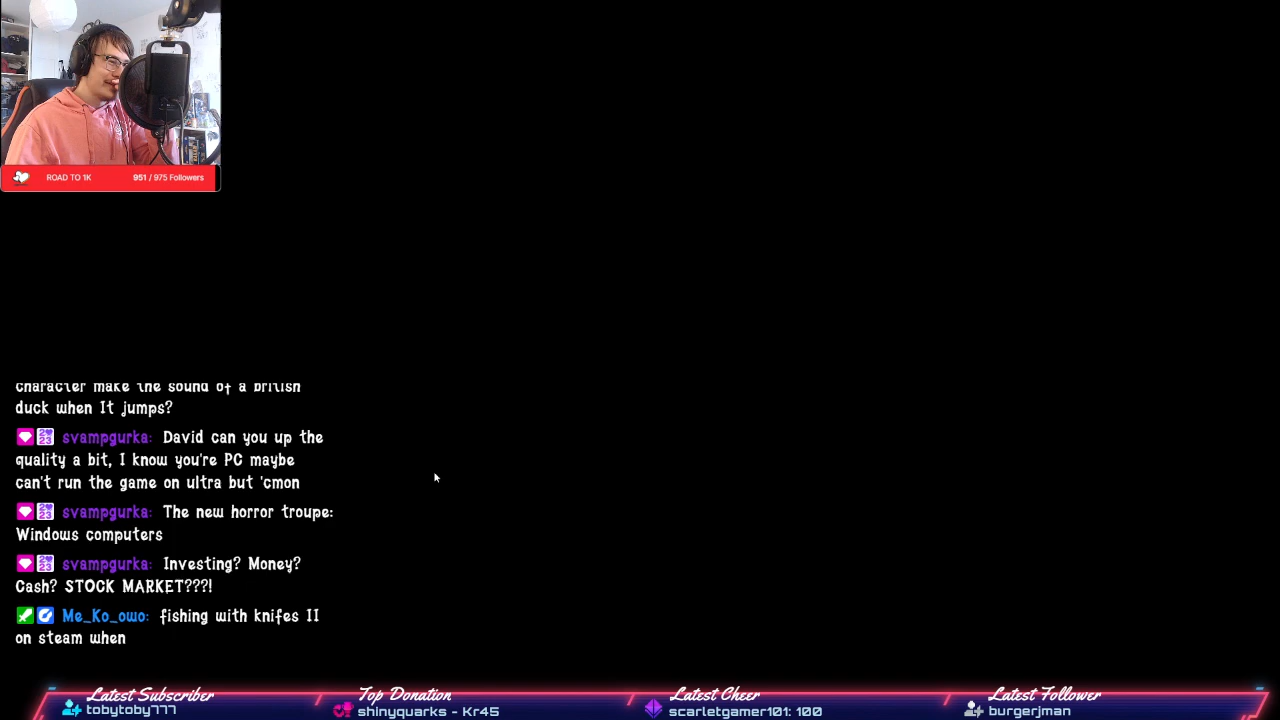 ROAD TO 1K 951 / 975 Followers
character make the sound of a british
duck when It jumps?
svampgurka: David can you up the
quality a bit, I know you're PC maybe
can't run the game on ultra but 'cmon
svampgurka: The new horror troupe:
Windows computers
svampgurka: Investing? Money?
Cash? STOCK MARKET???!
Me_Ko_owo: fishing with knifes II
on steam when
Latest Subscriber
tobytoby777
Top Donation
shinyquarks - Kr45
Latest Cheer
scarletgamer101: 100
Latest Follower
burgerjman